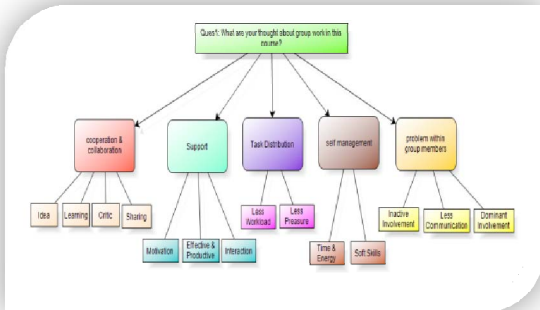 Ques1: What are your thought about group work in this
course?
cooperation &
collaboration
Support
Task Distribution
self management
problem within
group members
Idea
Learning
Critic
Sharing
Less
Workload
Less
Pleasure
Inactive
Involvement
Less
Communication
Dominant
Involvement
Motivation
Effective &
Productive
Interaction
Time &
Energy
Soft Skills